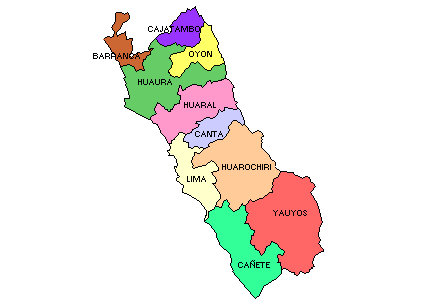 CAJATAMBO
BARRANCA
OYON
HUAURA
HUARAL
CANTA
HUAROCHIRI
LIMA
YAUYOS
CAÑETE